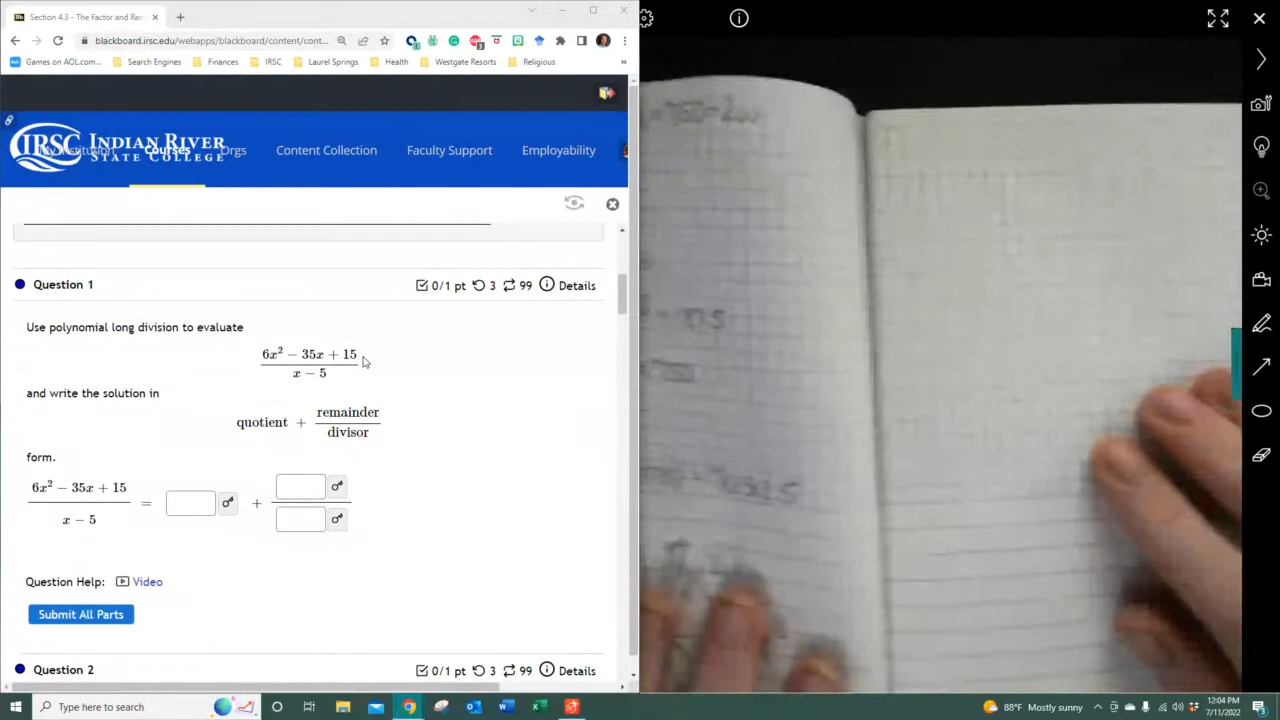 Section 4.3 - The Factor and Rem
blackboard.irsc.edu/webapps/blackboard/content/cont...
Games on AOL.com...
Search Engines
Finances
IRSC
Laurel Springs
Health
Westgate Resorts
Religious
»
IRSC INDIAN RIVER
STATE COLLEGE
Courses
Orgs
Content Collection
Faculty Support
Employability
Question 1
0/1 pt 3 99 Details
Use polynomial long division to evaluate
6x² − 35x + 15
x − 5
and write the solution in
quotient + remainder
divisor
form.
6x² − 35x + 15
x − 5
= +
Question Help: Video
Submit All Parts
Question 2
0/1 pt 3 99 Details
Type here to search
88°F Mostly sunny
12:04 PM
7/11/2022